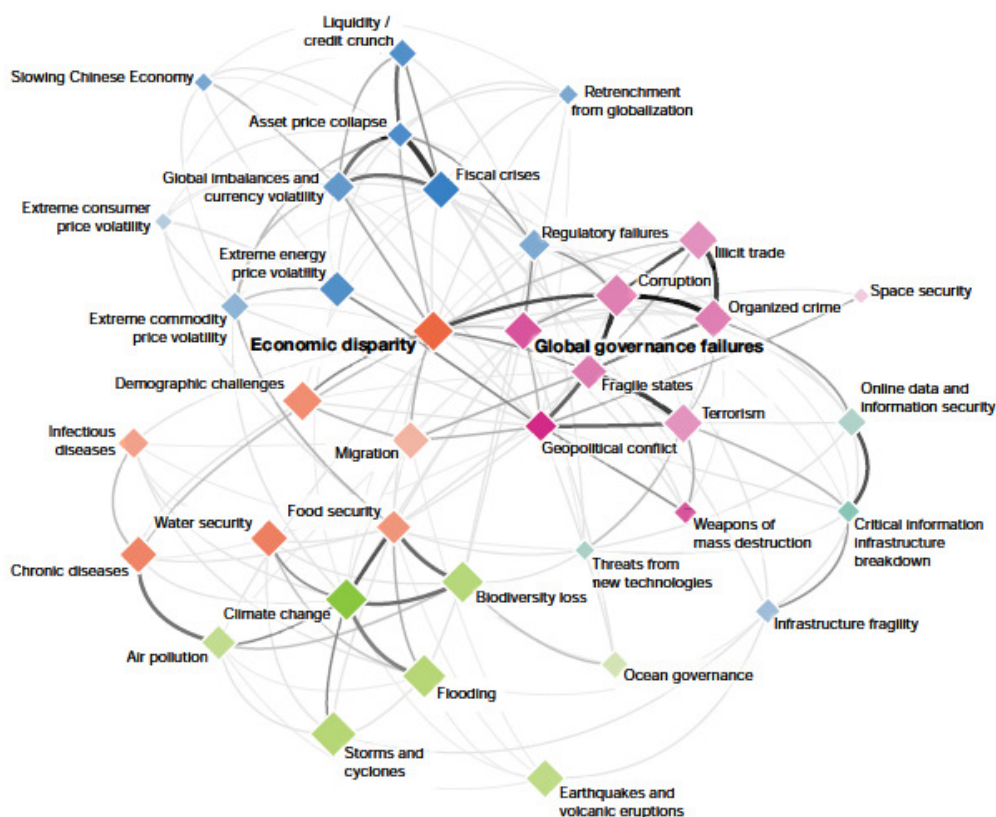 Liquidity /
credit crunch
Slowing Chinese Economy
Retrenchment
from globalization
Asset price collapse
Global imbalances and
currency volatility
Fiscal crises
Extreme consumer
price volatility
Regulatory failures
Illicit trade
Extreme energy
price volatility
Corruption
Space security
Organized crime
Extreme commodity
price volatility
Economic disparity
Global governance failures
Demographic challenges
Fragile states
Online data and
information security
Terrorism
Infectious
diseases
Migration
Geopolitical conflict
Water security
Food security
Weapons of
mass destruction
Critical information
infrastructure
breakdown
Chronic diseases
Threats from
new technologies
Climate change
Biodiversity loss
Infrastructure fragility
Air pollution
Ocean governance
Flooding
Storms and
cyclones
Earthquakes and
volcanic eruptions